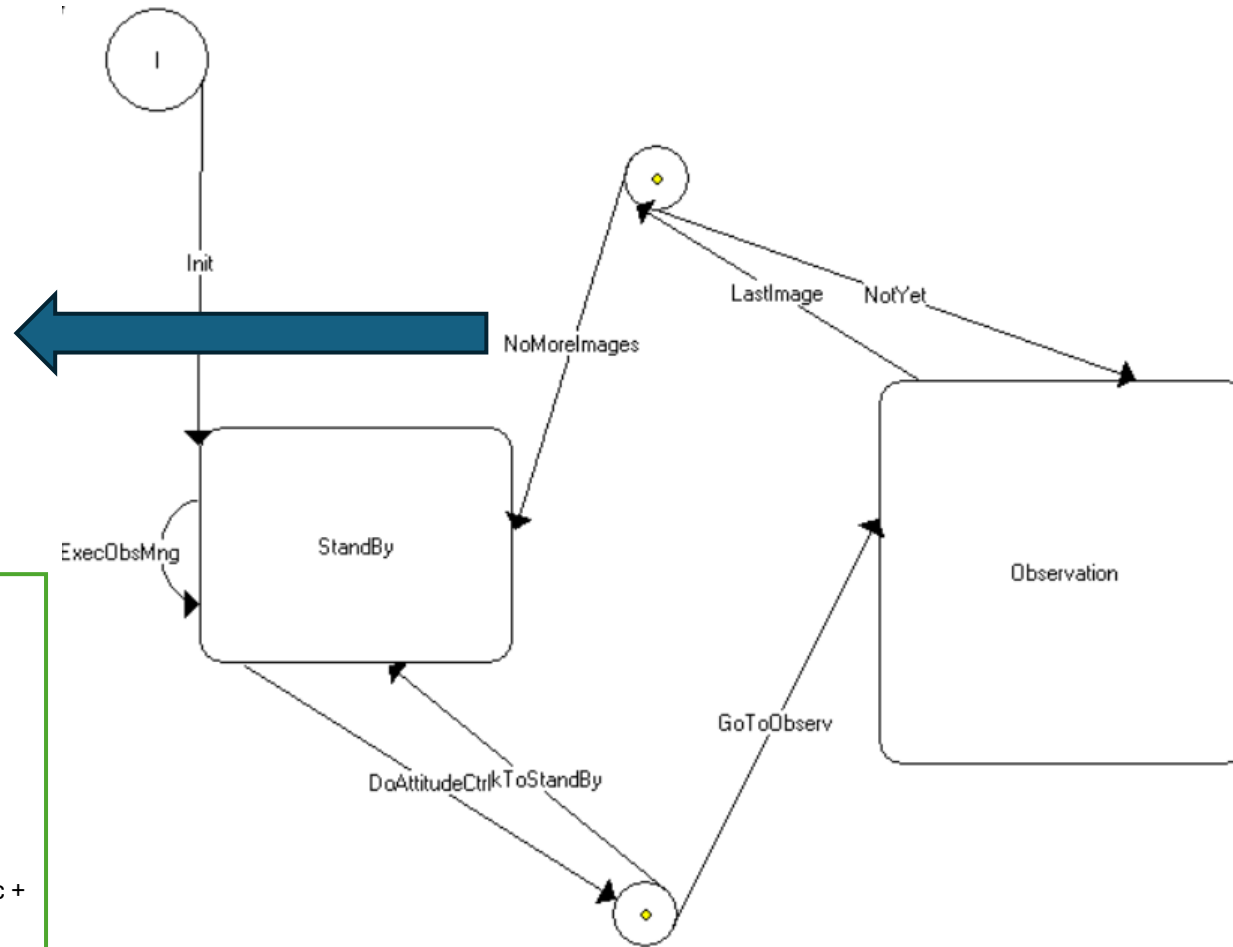 I
Init
LastImage
NotYet
NoMoreImages
ExecObsMng
StandBy
Observation
GoToObserv
DoAttitudeCtrl
kToStandBy
c +